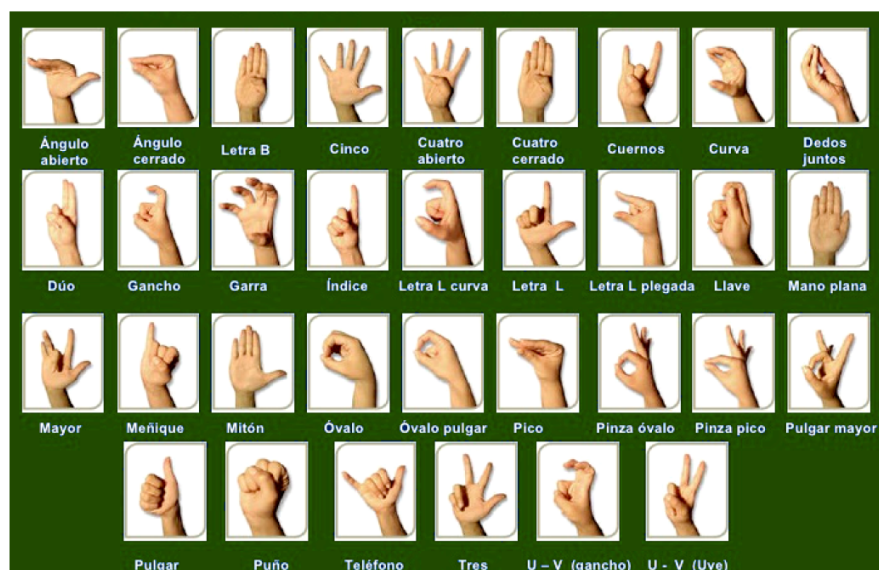 Ángulo abierto
Ángulo cerrado
Letra B
Cinco
Cuatro abierto
Cuatro cerrado
Cuernos
Curva
Dedos juntos
Dúo
Gancho
Garra
Índice
Letra L curva
Letra L
Letra L plegada
Llave
Mano plana
Mayor
Meñique
Mitón
Óvalo
Óvalo pulgar
Pico
Pinza óvalo
Pinza pico
Pulgar mayor
Pulgar
Puño
Teléfono
Tres
U – V (gancho)
U - V (Uve)